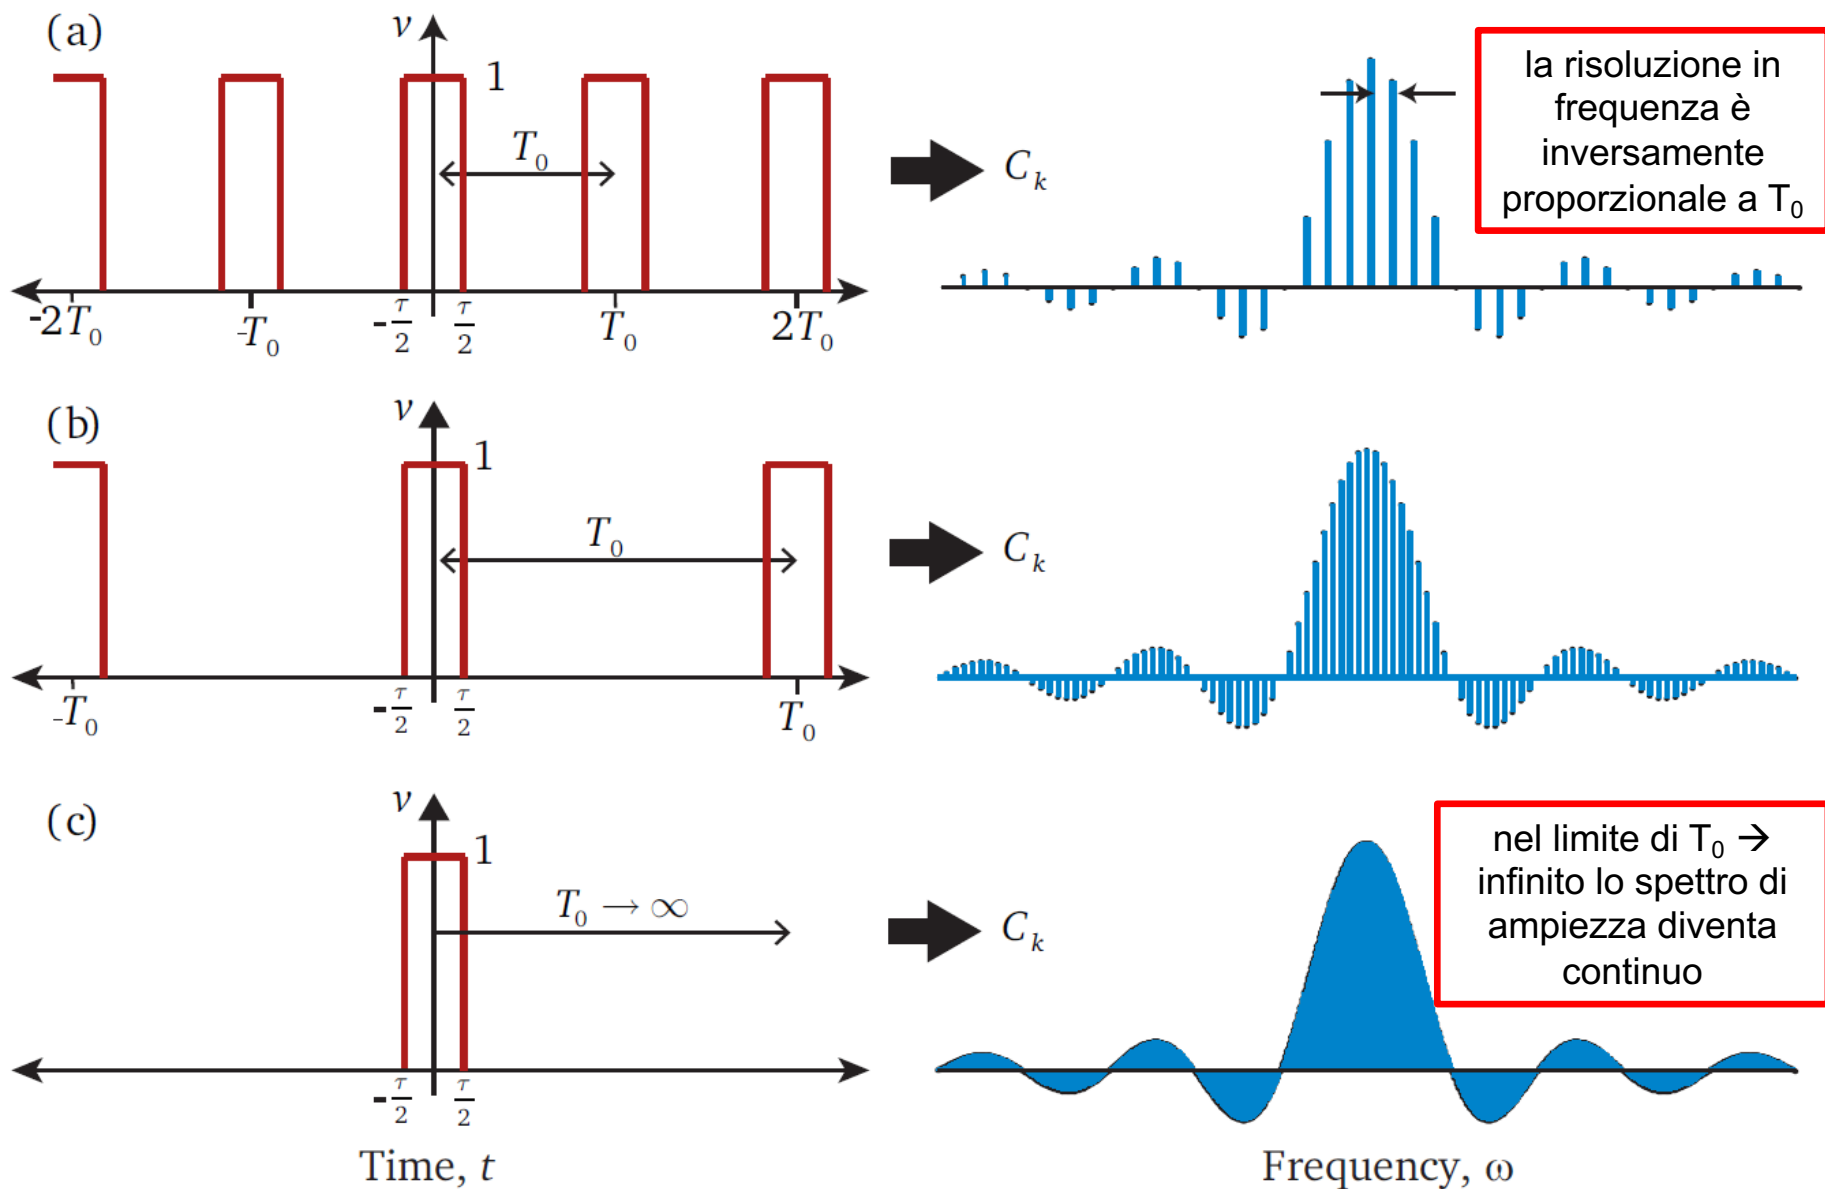 (a)
v
1
T₀
-2T₀
-T₀
-τ/2
τ/2
T₀
2T₀
Cₖ
la risoluzione in
frequenza è
inversamente
proporzionale a T₀
(b)
v
1
T₀
-T₀
-τ/2
τ/2
T₀
Cₖ
(c)
v
1
T₀ → ∞
-τ/2
τ/2
Cₖ
nel limite di T₀ →
infinito lo spettro di
ampiezza diventa
continuo
Time, t
Frequency, ω